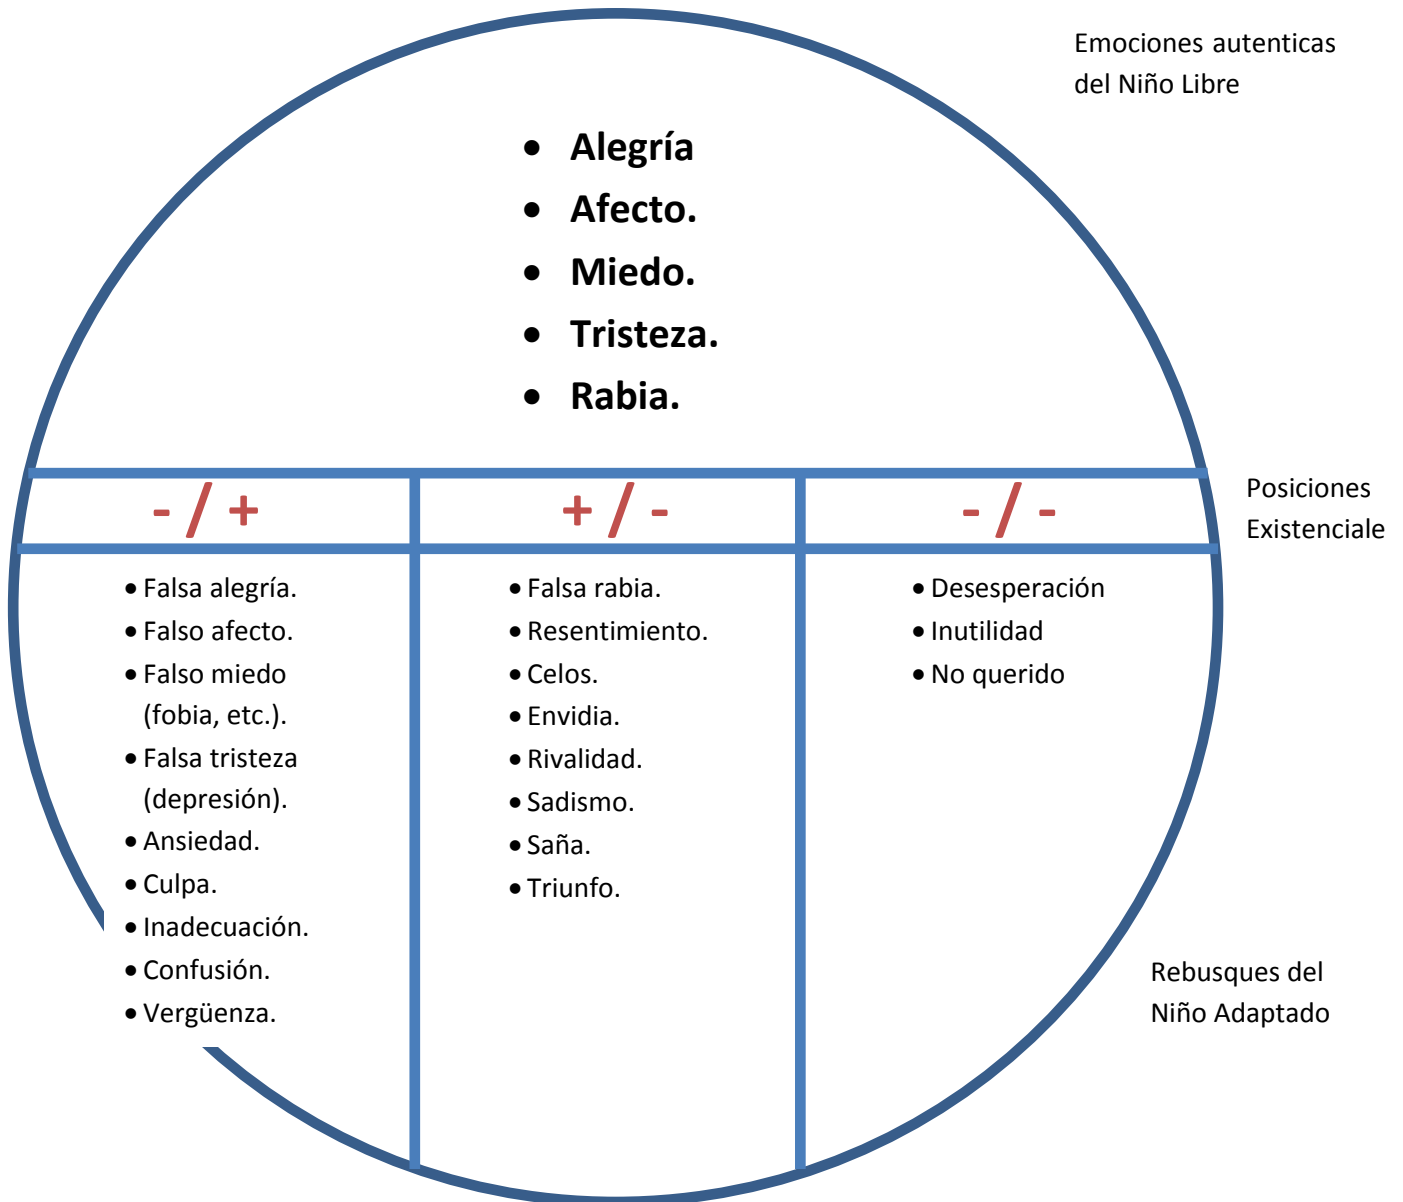 Emociones autenticas
del Niño Libre
• Alegría
• Afecto.
• Miedo.
• Tristeza.
• Rabia.
- / +
+ / -
- / -
Posiciones
Existenciale
• Falsa alegría.
• Falso afecto.
• Falso miedo
(fobia, etc.).
• Falsa tristeza
(depresión).
• Ansiedad.
• Culpa.
• Inadecuación.
• Confusión.
• Vergüenza.
• Falsa rabia.
• Resentimiento.
• Celos.
• Envidia.
• Rivalidad.
• Sadismo.
• Saña.
• Triunfo.
• Desesperación
• Inutilidad
• No querido
Rebusques del
Niño Adaptado